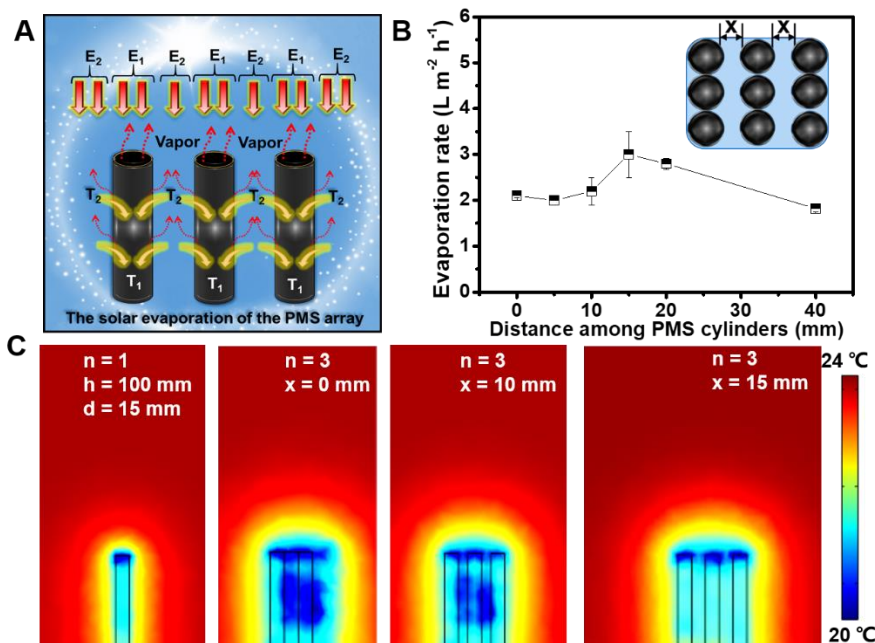 A
E2 E1 E2 E1 E2 E1 E2
Vapor Vapor
T2 T2 T2 T2
T1 T1 T1
The solar evaporation of the PMS array
B
Evaporation rate (L m-2 h-1)
6
5
4
3
2
1
0
0 10 20 30 40
Distance among PMS cylinders (mm)
X X
C
n = 1
h = 100 mm
d = 15 mm
n = 3
x = 0 mm
n = 3
x = 10 mm
n = 3
x = 15 mm
24 ℃
20 ℃